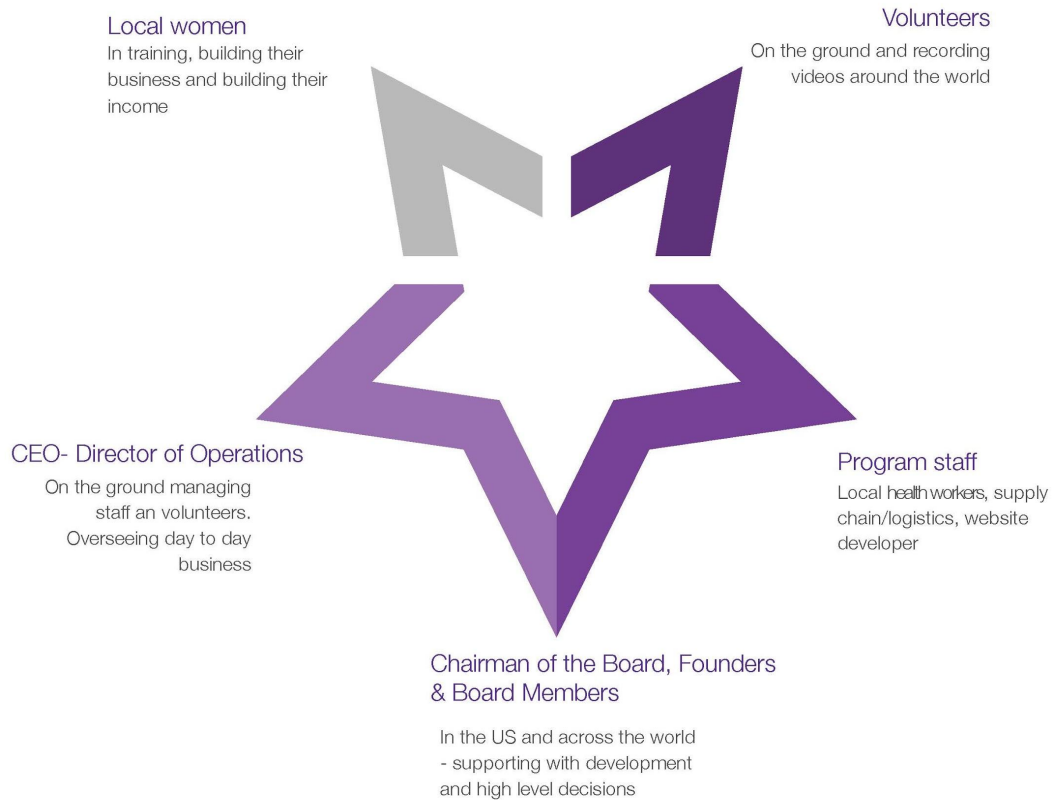 Local women
In training, building their
business and building their
income
Volunteers
On the ground and recording
videos around the world
CEO- Director of Operations
On the ground managing
staff an volunteers.
Overseeing day to day
business
Program staff
Local health workers, supply
chain/logistics, website
developer
Chairman of the Board, Founders
& Board Members
In the US and across the world
- supporting with development
and high level decisions